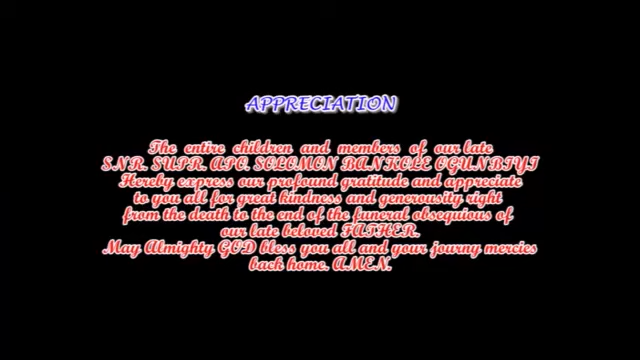 APPRECIATION
The entire children and members of our late
S.N.R. SUPR. APO. SOLOMON BANKOLE OGUNBIYI
Hereby express our profound gratitude and appreciate
to you all for great kindness and generousity right
from the death to the end of the funeral obsequious of
our late beloved FATHER.
May Almighty GOD bless you all and your journy mercies
back home. AMEN.